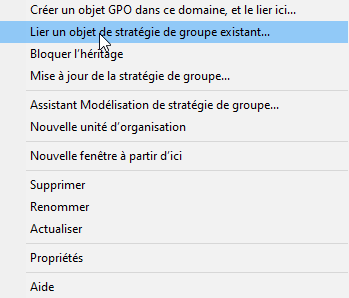 Créer un objet GPO dans ce domaine, et le lier ici...
Lier un objet de stratégie de groupe existant...
Bloquer l'héritage
Mise à jour de la stratégie de groupe...
Assistant Modélisation de stratégie de groupe...
Nouvelle unité d'organisation
Nouvelle fenêtre à partir d'ici
Supprimer
Renommer
Actualiser
Propriétés
Aide